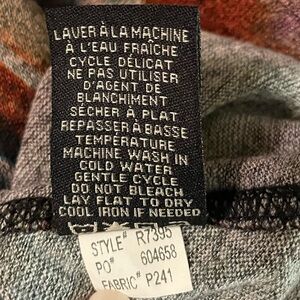 LAVER À LA MACHINE
À L'EAU FRAÎCHE
CYCLE DÉLICAT
NE PAS UTILISER
D'AGENT DE
BLANCHIMENT
SÉCHER À PLAT
REPASSER À BASSE
TEMPÉRATURE
MACHINE WASH IN
COLD WATER
GENTLE CYCLE
DO NOT BLEACH
LAY FLAT TO DRY
COOL IRON IF NEEDED
STYLE# R7395
PO# 604658
FABRIC# P241